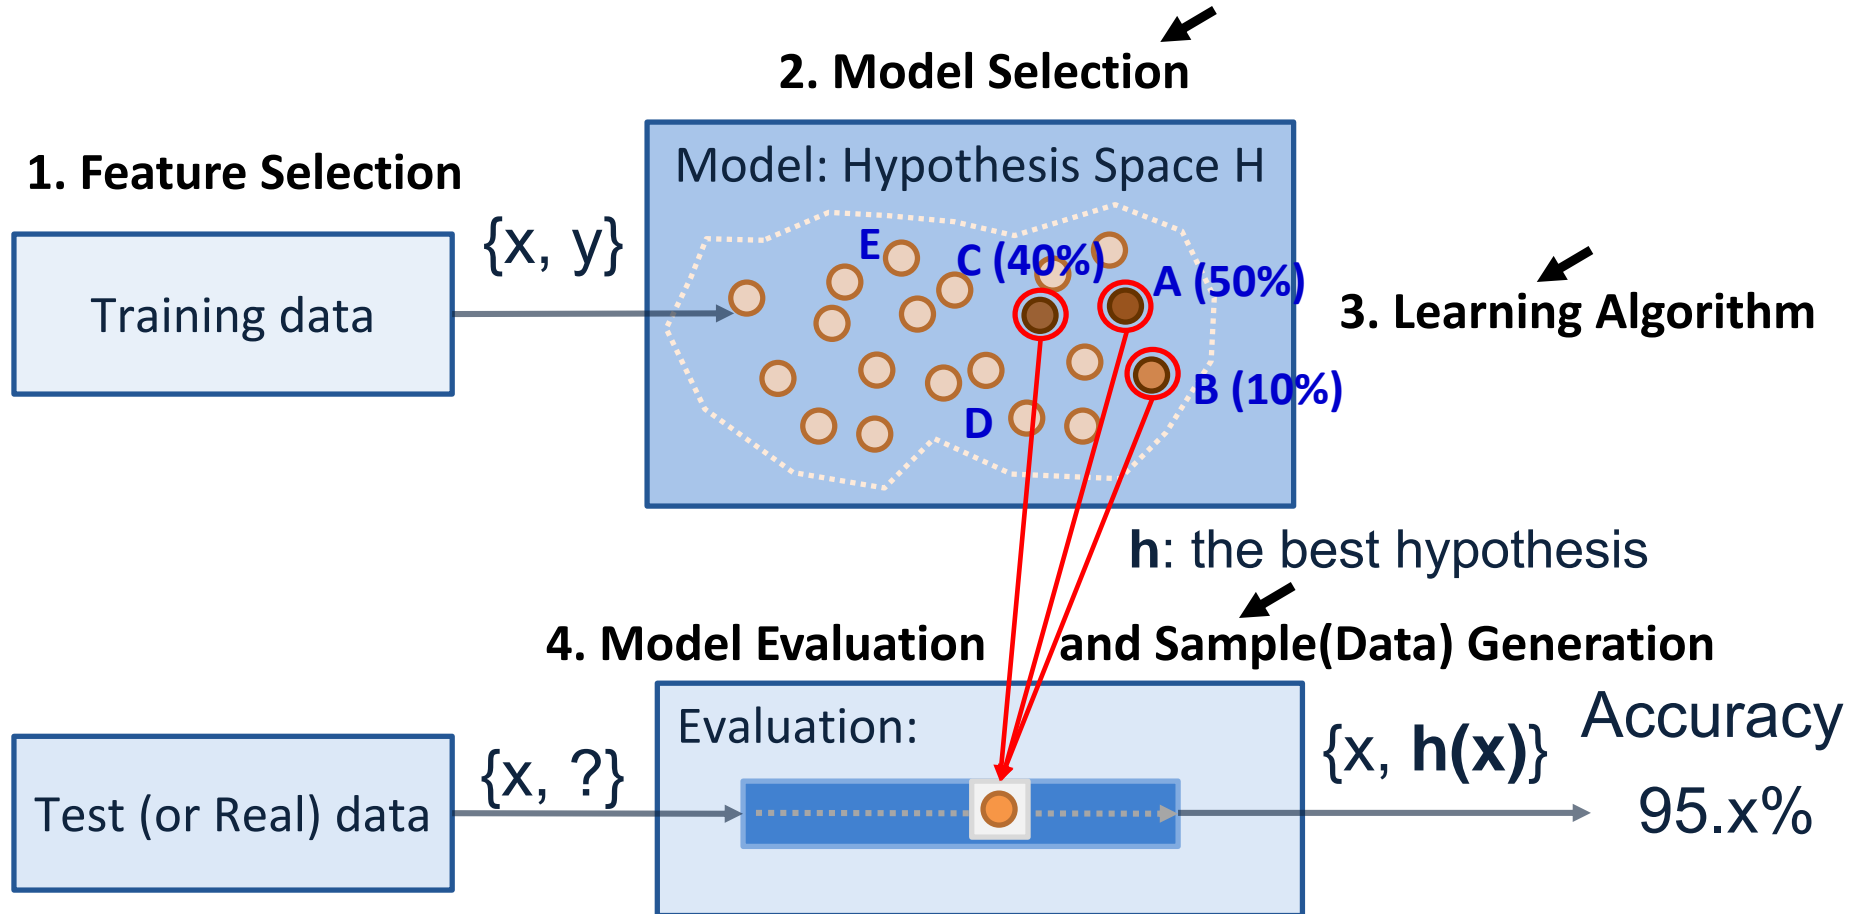 2. Model Selection
1. Feature Selection
Model: Hypothesis Space H
{x, y}
Training data
E
C (40%)
A (50%)
3. Learning Algorithm
B (10%)
D
h: the best hypothesis
4. Model Evaluation and Sample(Data) Generation
Evaluation:
{x, ?}
Test (or Real) data
{x, h(x)}
Accuracy
95.x%